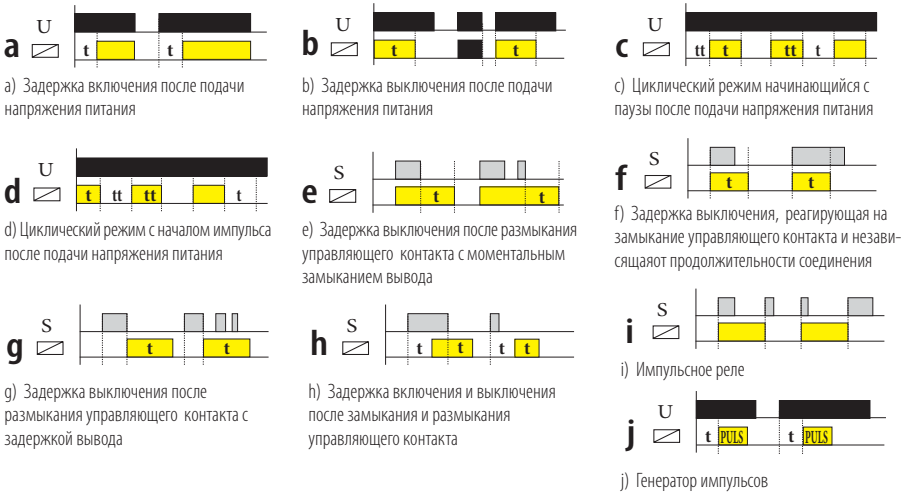 U
a
t t
a) Задержка включения после подачи
напряжения питания
U
b
t t
b) Задержка выключения после подачи
напряжения питания
U
c
tt t tt t
c) Циклический режим начинающийся с
паузы после подачи напряжения питания
U
d
t tt tt t
d) Циклический режим с началом импульса
после подачи напряжения питания
S
e
t t
e) Задержка выключения после размыкания
управляющего контакта с моментальным
замыканием вывода
S
f
t t
f) Задержка выключения, реагирующая на
замыкание управляющего контакта и незави-
сящаяот продолжительности соединения
S
g
t t
g) Задержка выключения после
размыкания управляющего контакта с
задержкой вывода
S
h
t t t t
h) Задержка включения и выключения
после замыкания и размыкания
управляющего контакта
S
i
i) Импульсное реле
U
j
t PULS t PULS
j) Генератор импульсов